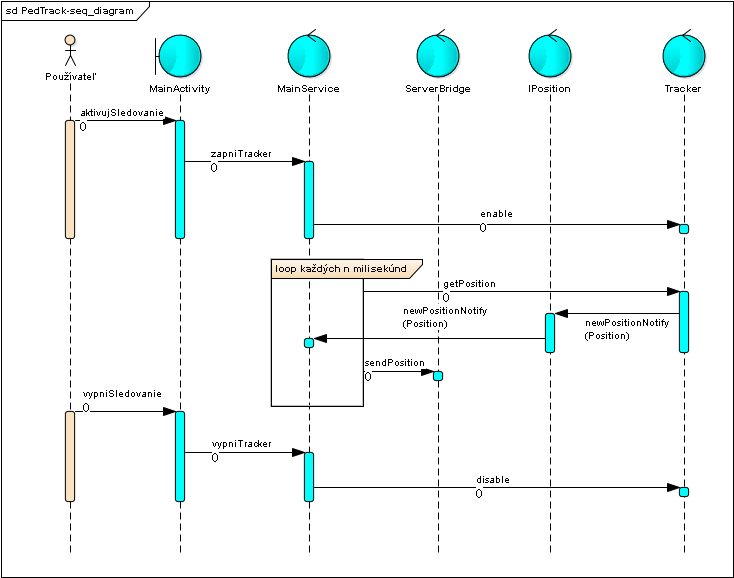 sd PedTrack-seq_diagram
Používateľ
MainActivity
MainService
ServerBridge
IPosition
Tracker
aktivujSledovanie
()
zapniTracker
()
enable
()
loop každých n milisekúnd
getPosition
()
newPositionNotify
(Position)
newPositionNotify
(Position)
sendPosition
()
vypniSledovanie
()
vypniTracker
()
disable
()